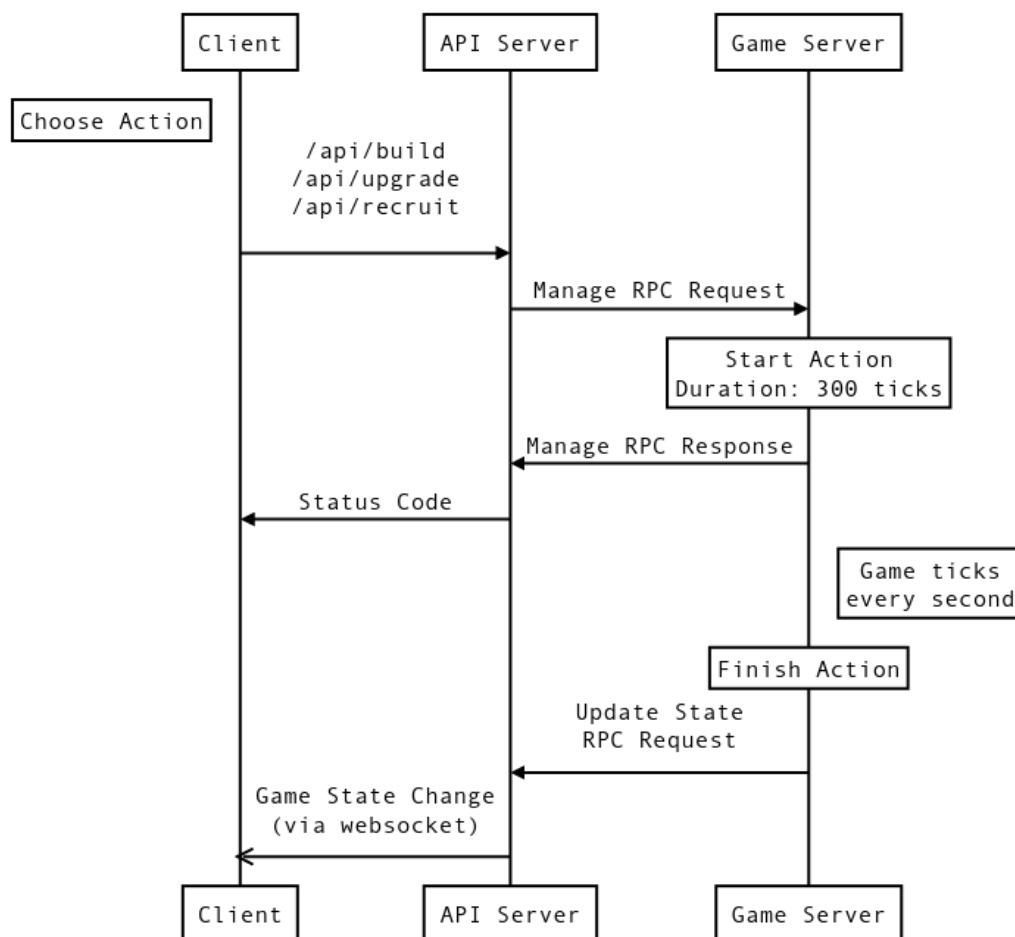 Client
API Server
Game Server
Choose Action
/api/build
/api/upgrade
/api/recruit
Manage RPC Request
Start Action
Duration: 300 ticks
Manage RPC Response
Status Code
Game ticks
every second
Finish Action
Update State
RPC Request
Game State Change
(via websocket)
Client
API Server
Game Server